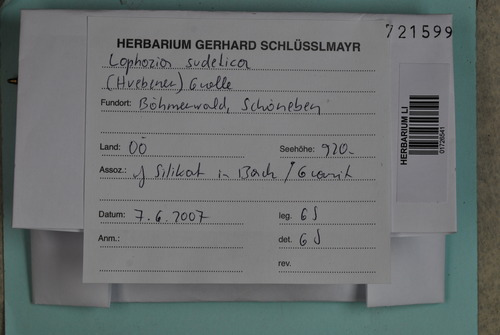 721599
HERBARIUM GERHARD SCHLÜSSLMAYR
Lophozia sudetica
(Huebener) Grolle
Fundort: Böhmerwald, Schöneben
Land: OÖ Seehöhe: 920.-
Assoz.: f Silikat in Bach / Granit
Datum: 7.6.2007 leg. GS
Anm.: det. GS
rev.
HERBARIUM LI
01726541